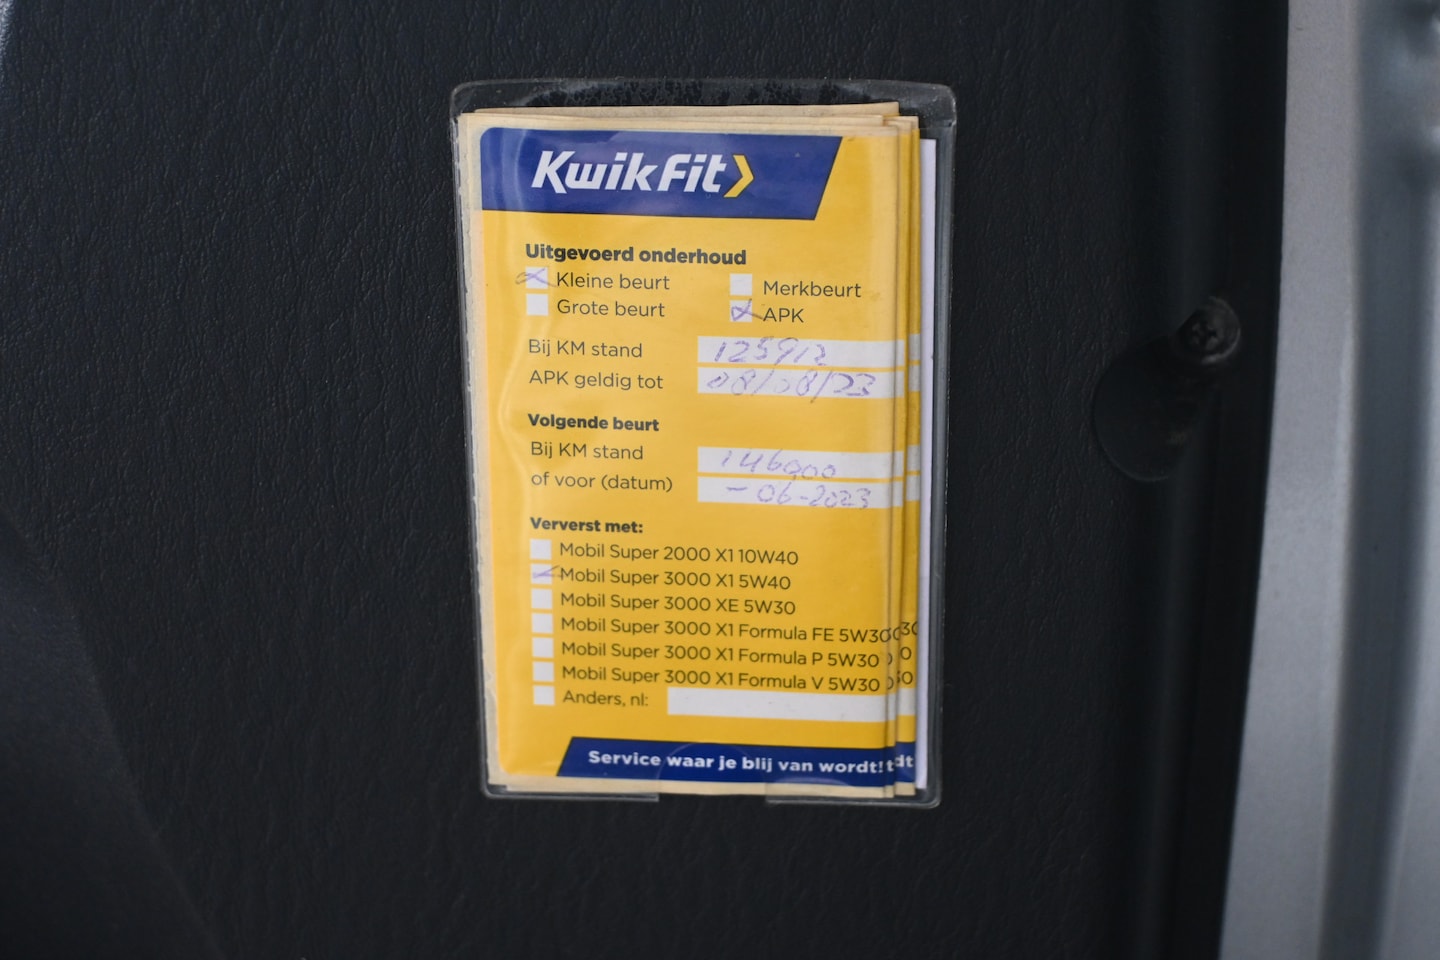 KwikFit
Uitgevoerd onderhoud
Kleine beurt
Merkbeurt
Grote beurt
APK
Bij KM stand 125912
APK geldig tot 08/08/23
Volgende beurt
Bij KM stand 146000
of voor (datum) - 06-2023
Ververst met:
Mobil Super 2000 X1 10W40
Mobil Super 3000 X1 5W40
Mobil Super 3000 XE 5W30
Mobil Super 3000 X1 Formula FE 5W30
Mobil Super 3000 X1 Formula P 5W30
Mobil Super 3000 X1 Formula V 5W30
Anders, nl:
Service waar je blij van wordt!